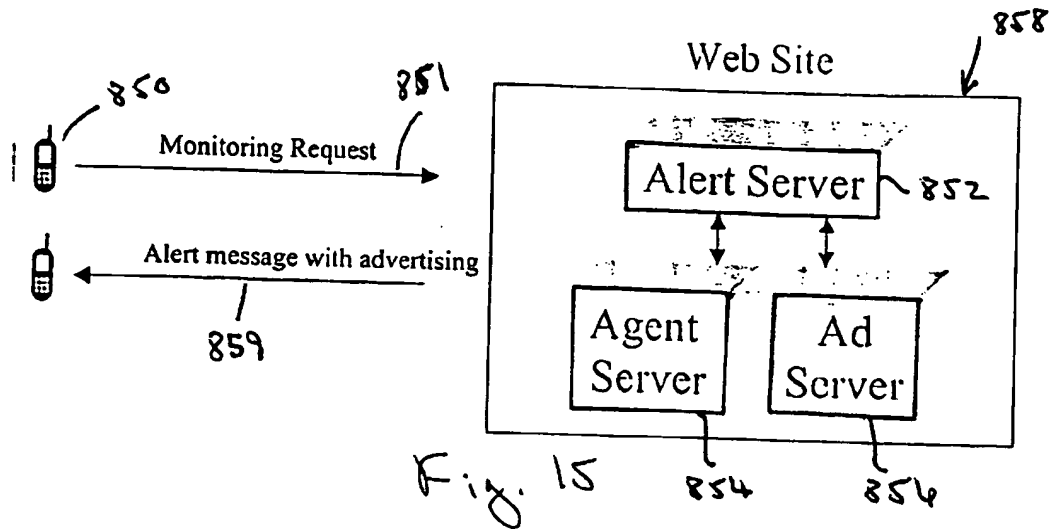 858
Web Site
850
851
Monitoring Request
Alert Server
852
Alert message with advertising
859
Agent
Server
Ad
Server
Fig. 15
854
856